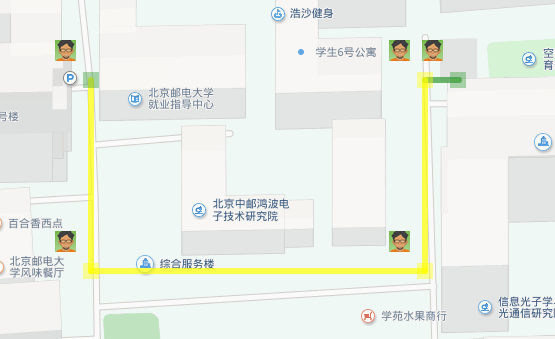 浩沙健身
学生6号公寓
空
育
P
北京邮电大学
就业指导中心
号楼
北京中邮鸿波电
子技术研究院
百合香西点
北京邮电大
学风味餐厅
综合服务楼
信息光子学
光通信研究
学苑水果商行